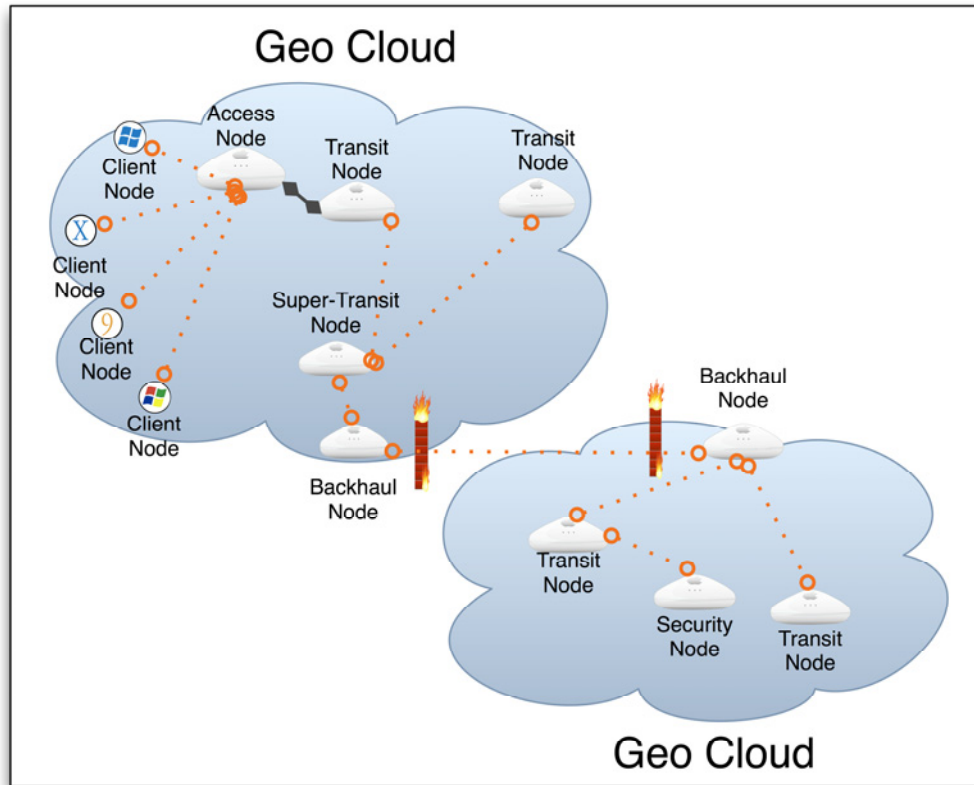 Geo Cloud
Access
Node
Transit
Node
Transit
Node
Client
Node
X
Client
Node
Super-Transit
Node
9
Client
Node
Client
Node
Backhaul
Node
Backhaul
Node
Transit
Node
Security
Node
Transit
Node
Geo Cloud